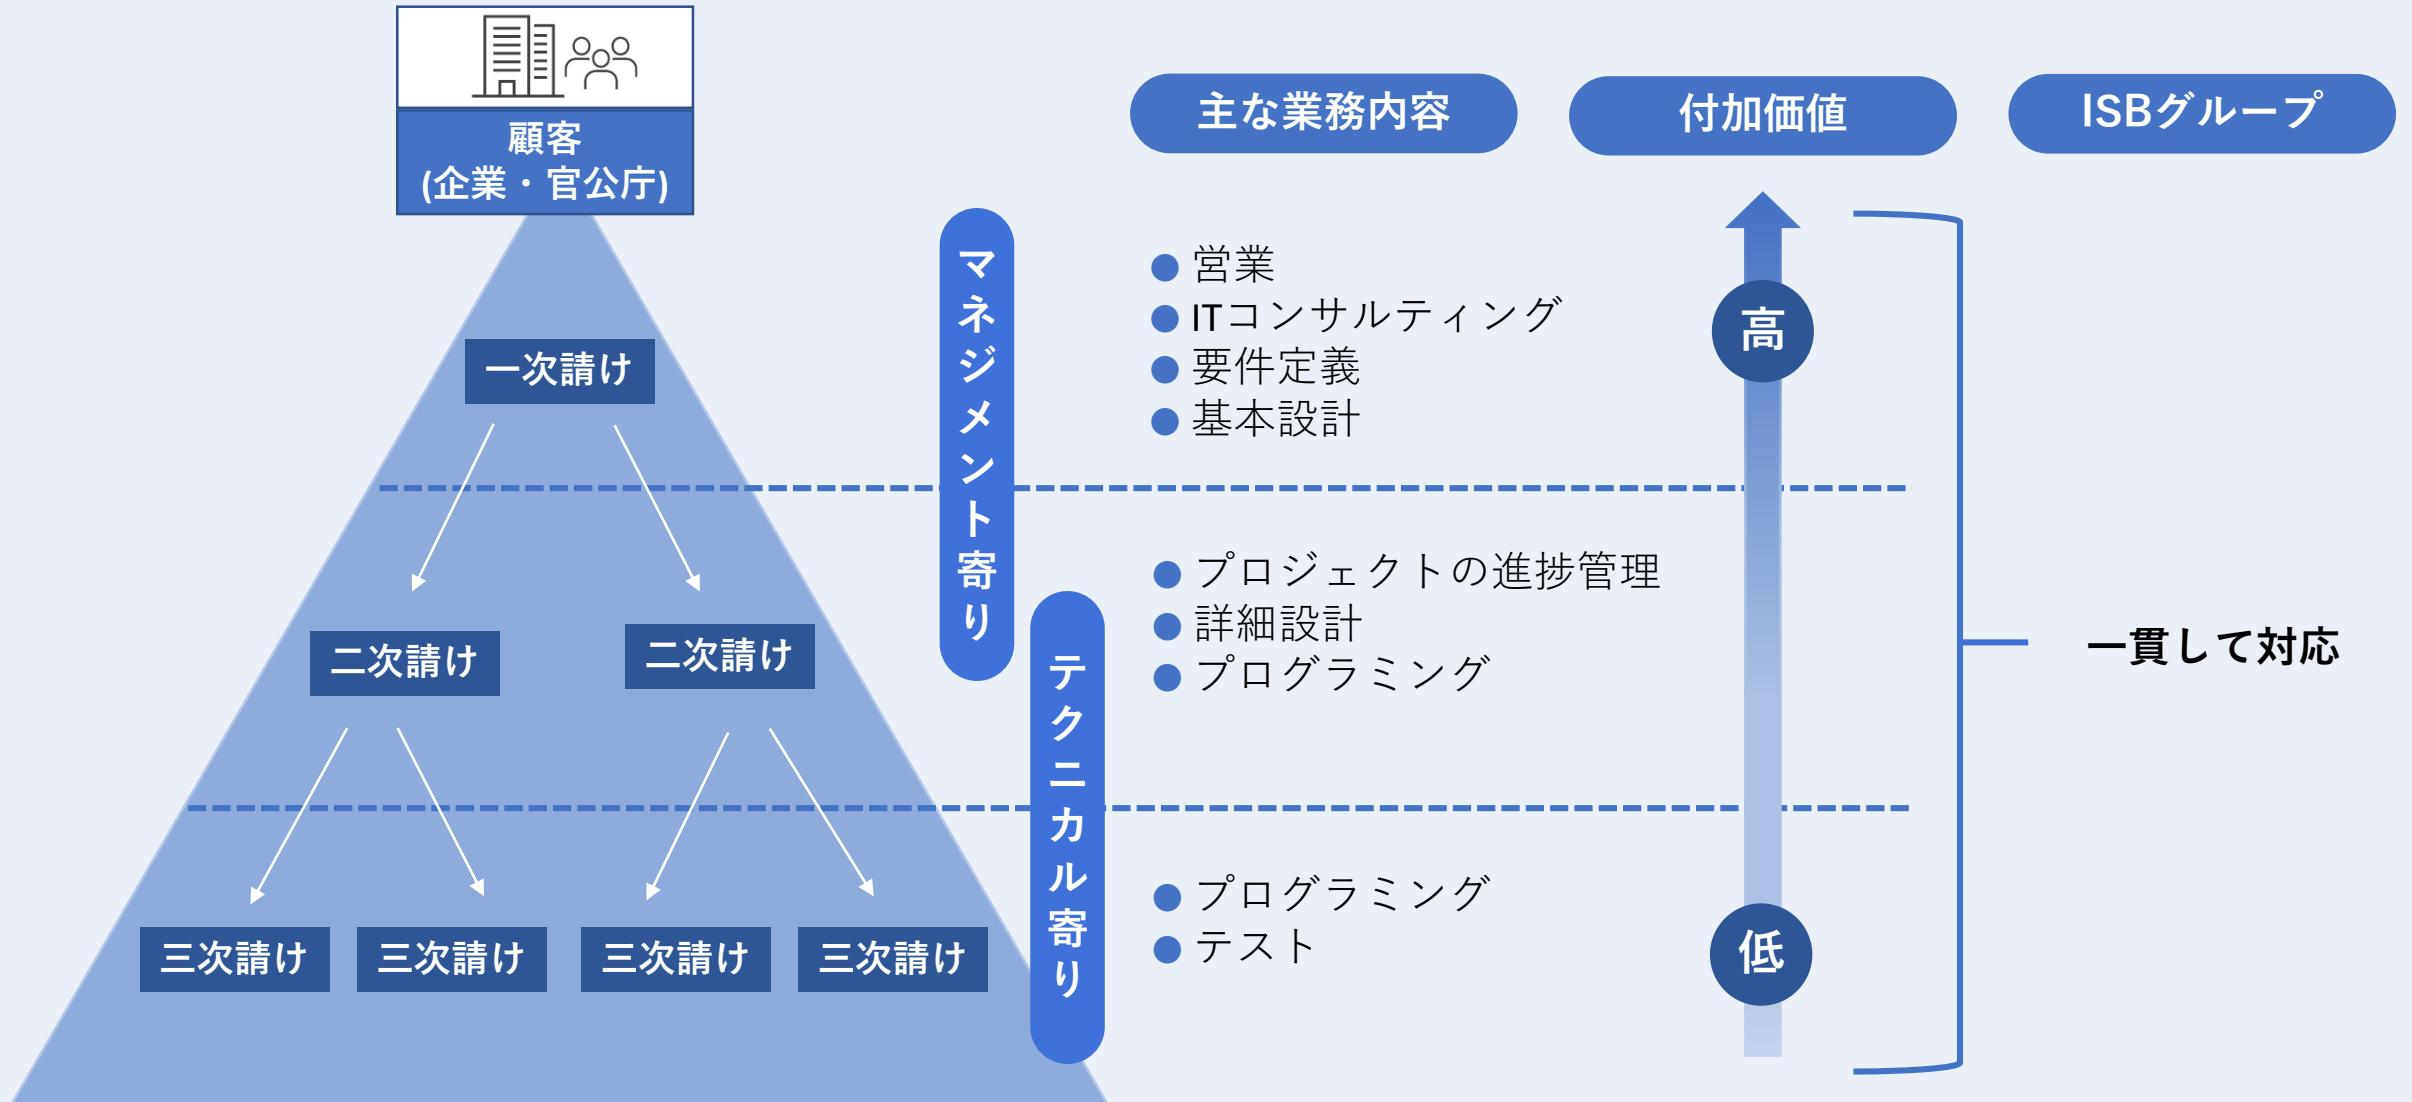 顧客
(企業・官公庁)
主な業務内容
付加価値
ISBグループ
一次請け
二次請け
二次請け
三次請け
三次請け
三次請け
三次請け
マネジメント寄り
テクニカル寄り
●営業
●ITコンサルティング
●要件定義
●基本設計
●プロジェクトの進捗管理
●詳細設計
●プログラミング
●プログラミング
●テスト
高
低
一貫して対応